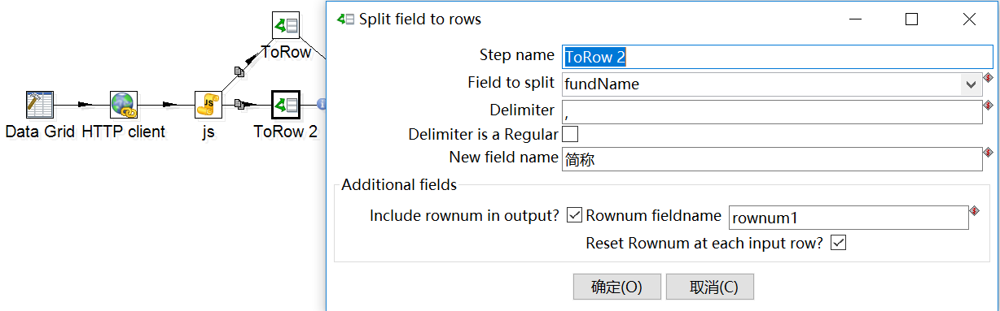 ToRow
Data Grid
HTTP client
JS
js
ToRow 2
Split field to rows
Step name ToRow 2
Field to split fundName
Delimiter ,
Delimiter is a Regular
New field name 简称
Additional fields
Include rownum in output? Rownum fieldname rownum1
Reset Rownum at each input row?
确定(O) 取消(C)